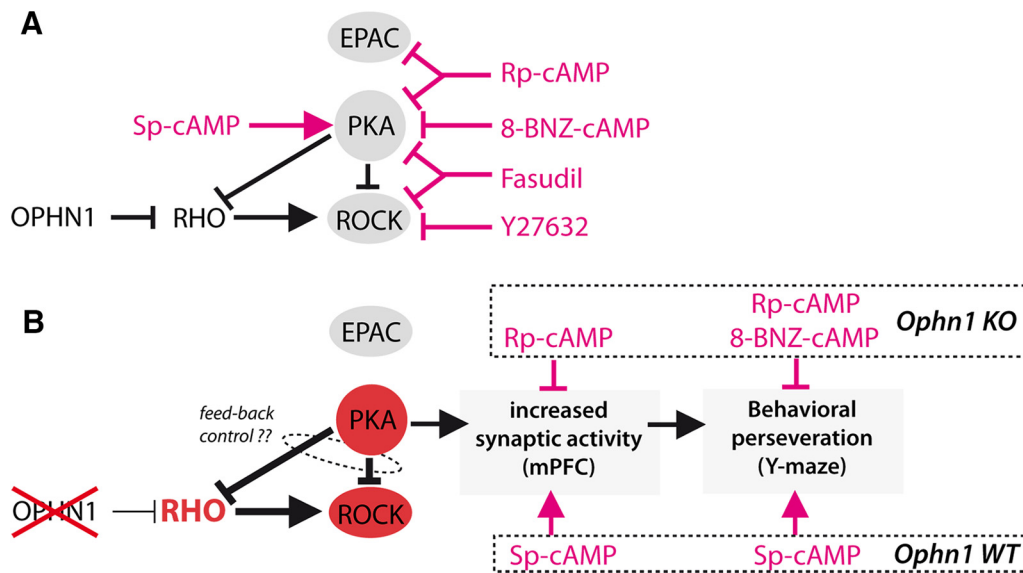 A
EPAC
Rp-cAMP
Sp-cAMP
PKA
8-BNZ-cAMP
Fasudil
OPHN1
RHO
ROCK
Y27632
B
EPAC
Rp-cAMP
Rp-cAMP
8-BNZ-cAMP
Ophn1 KO
feed-back
control ??
PKA
increased
synaptic activity
(mPFC)
Behavioral
perseveration
(Y-maze)
OPHN1
RHO
ROCK
Sp-cAMP
Sp-cAMP
Ophn1 WT